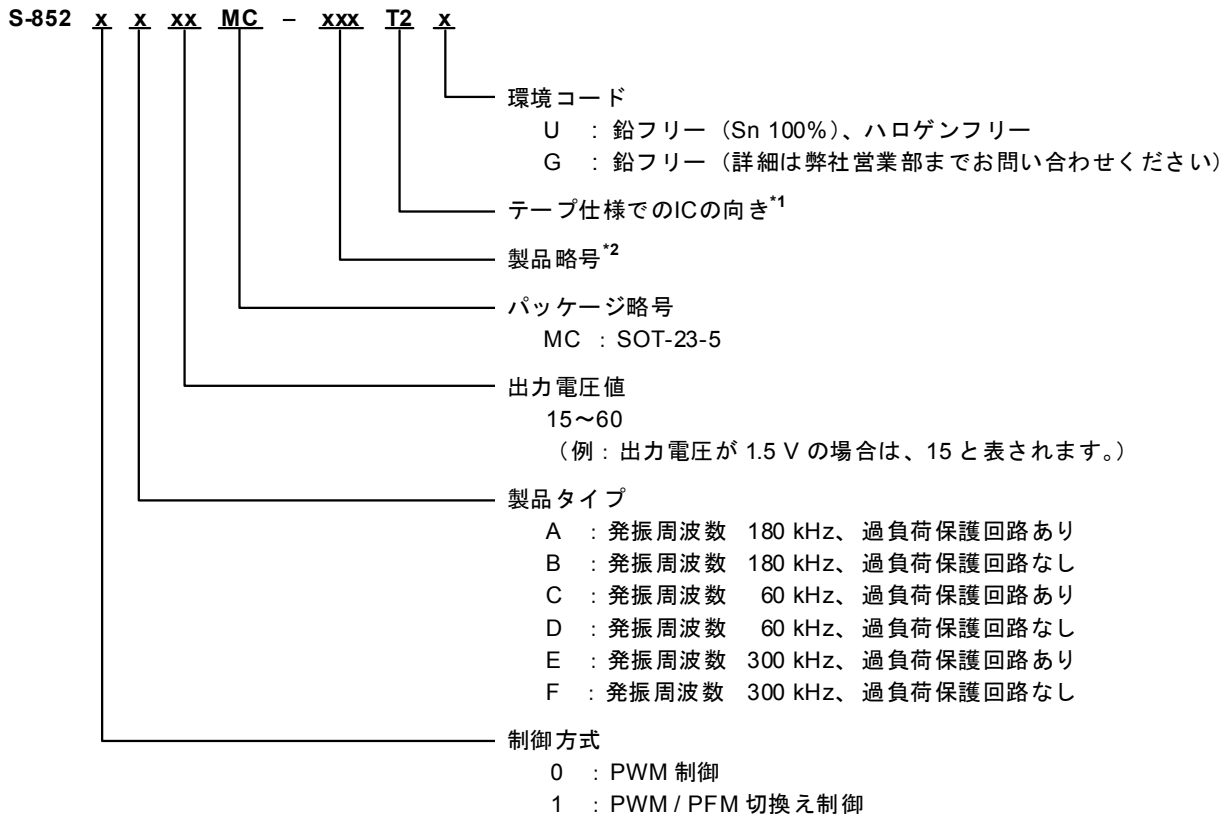 S-852 x x xx MC – xxx T2 x
環境コード
U : 鉛フリー（Sn 100%）、ハロゲンフリー
G : 鉛フリー（詳細は弊社営業部までお問い合わせください）
テープ仕様でのICの向き*1
製品略号*2
パッケージ略号
MC : SOT-23-5
出力電圧値
15～60
（例：出力電圧が 1.5 V の場合は、15 と表されます。）
製品タイプ
A : 発振周波数 180 kHz、過負荷保護回路あり
B : 発振周波数 180 kHz、過負荷保護回路なし
C : 発振周波数 60 kHz、過負荷保護回路あり
D : 発振周波数 60 kHz、過負荷保護回路なし
E : 発振周波数 300 kHz、過負荷保護回路あり
F : 発振周波数 300 kHz、過負荷保護回路なし
制御方式
0 : PWM 制御
1 : PWM / PFM 切換え制御